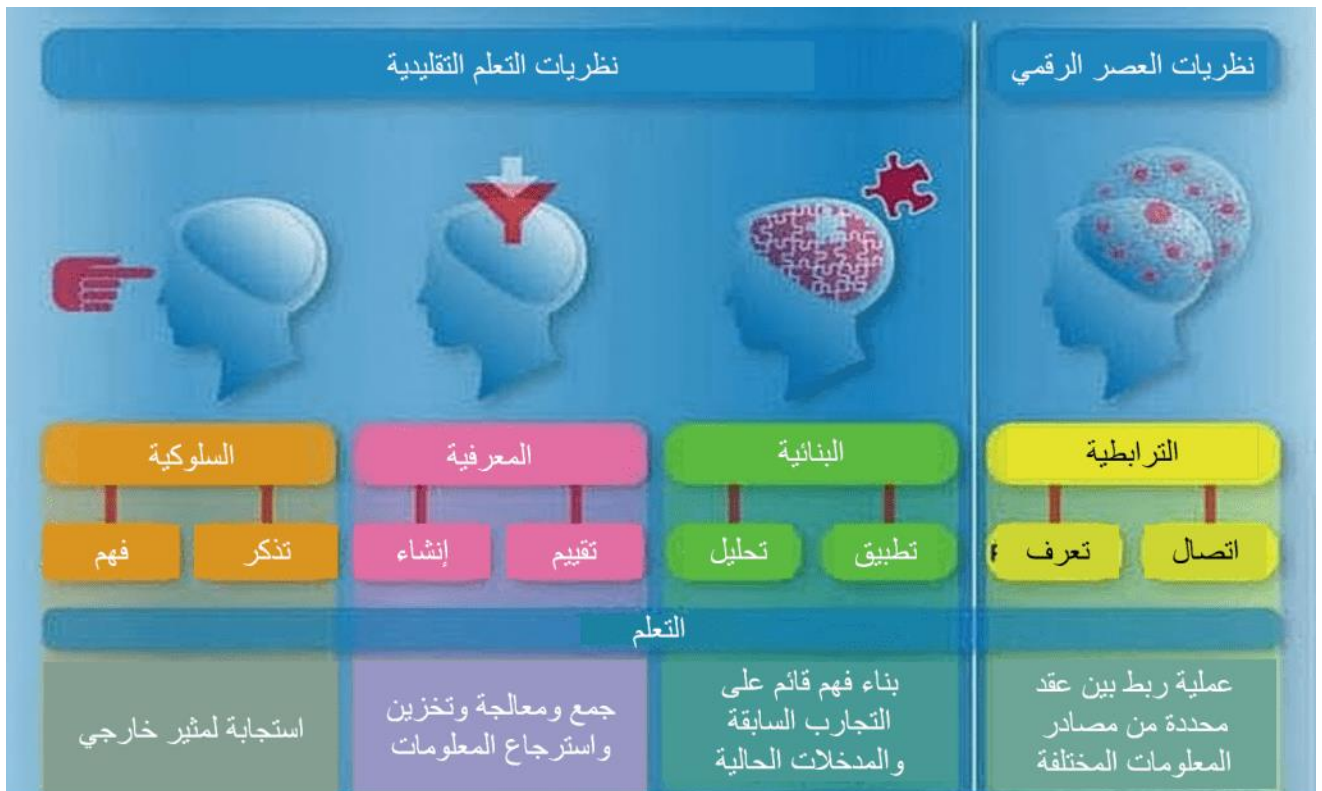 نظريات العصر الرقمي
نظريات التعلم التقليدية
الترابطية
البنائية
المعرفية
السلوكية
اتصال
تعرف
تطبيق
تحليل
تقييم
إنشاء
تذكر
فهم
التعلم
عملية ربط بين عقد
محددة من مصادر
المعلومات المختلفة
بناء فهم قائم على
التجارب السابقة
والمدخلات الحالية
جمع ومعالجة وتخزين
واسترجاع المعلومات
استجابة لمثير خارجي